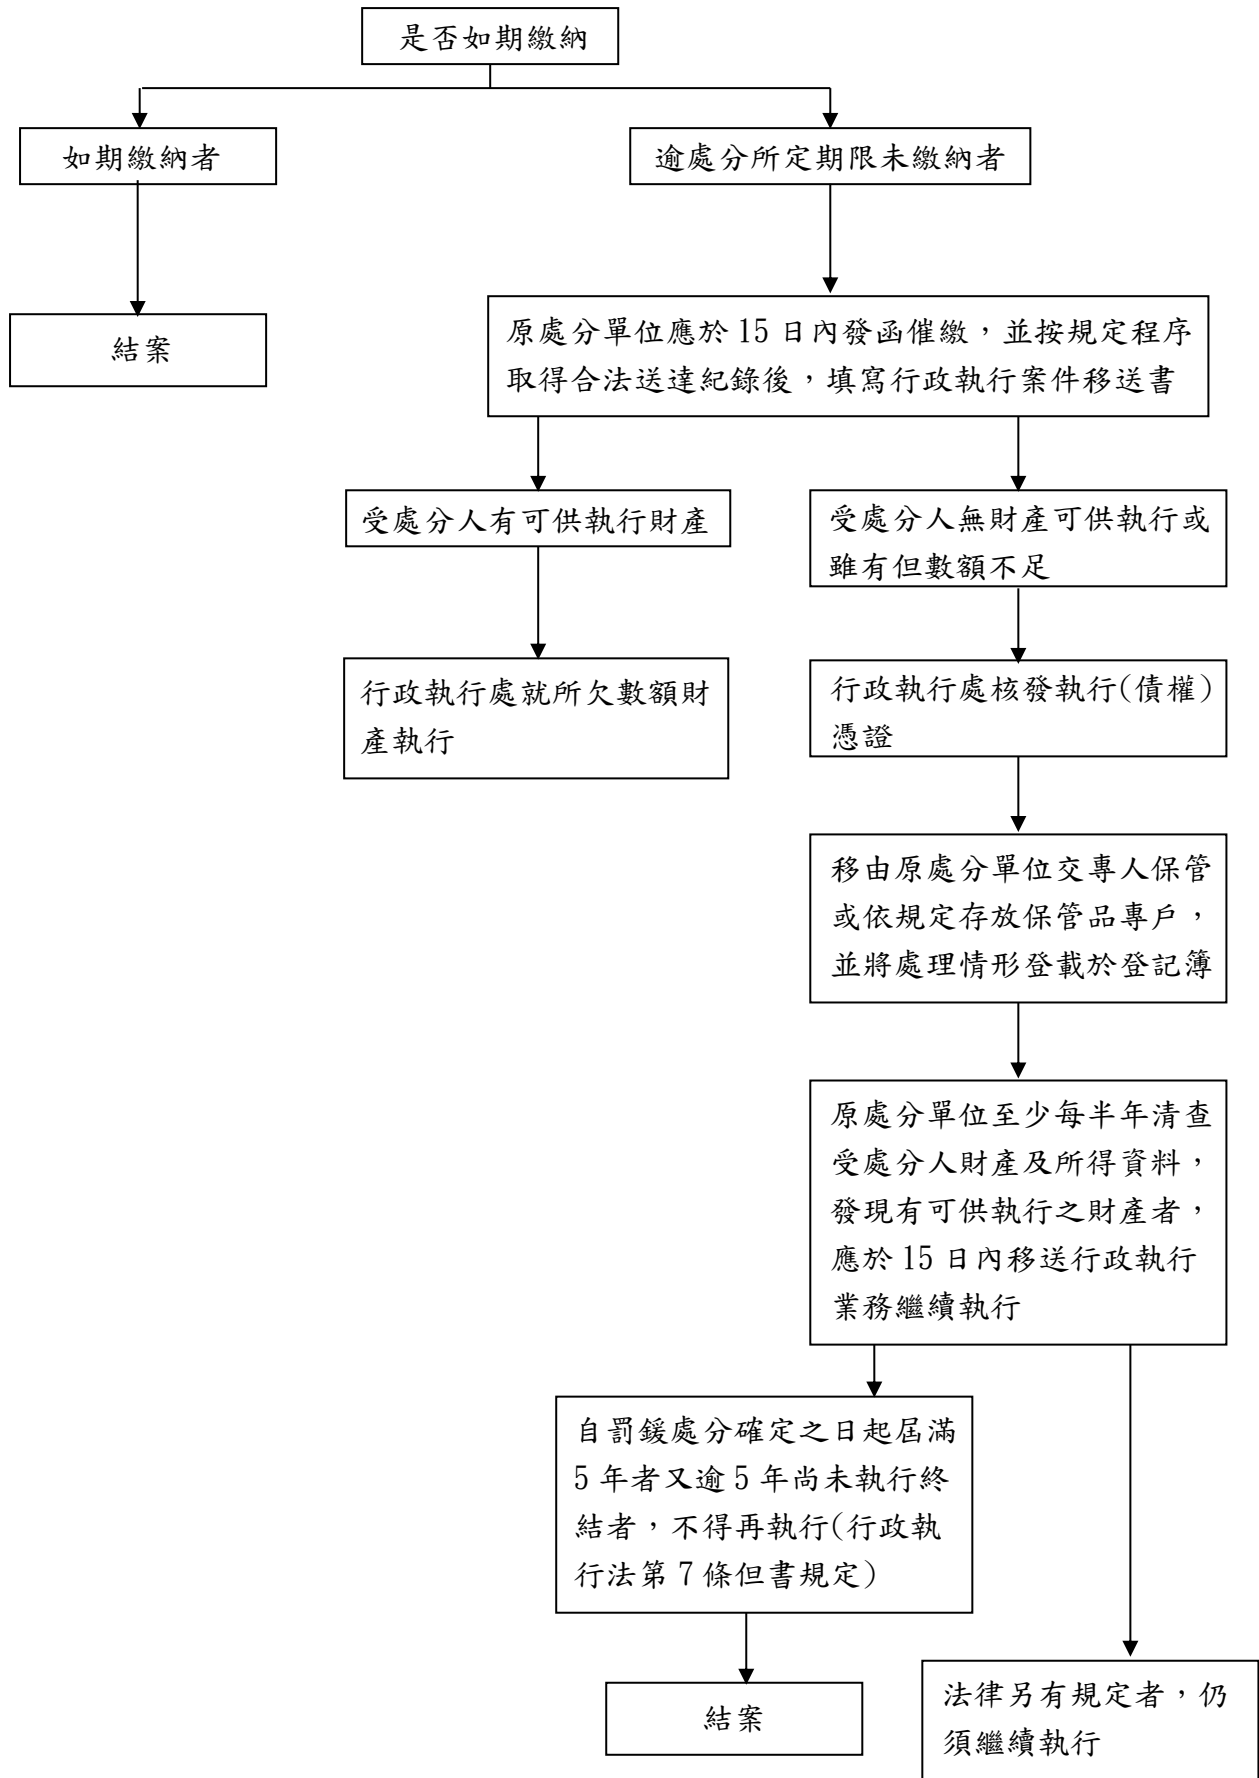 是否如期繳納
如期繳納者
逾處分所定期限未繳納者
結案
原處分單位應於 15 日內發函催繳，並按規定程序
取得合法送達紀錄後，填寫行政執行案件移送書
受處分人有可供執行財產
受處分人無財產可供執行或
雖有但數額不足
行政執行處就所欠數額財
產執行
行政執行處核發執行(債權)
憑證
移由原處分單位交專人保管
或依規定存放保管品專戶，
並將處理情形登載於登記簿
原處分單位至少每半年清查
受處分人財產及所得資料，
發現有可供執行之財產者，
應於 15 日內移送行政執行
業務繼續執行
自罰鍰處分確定之日起屆滿
5 年者又逾 5 年尚未執行終
結者，不得再執行(行政執
行法第 7 條但書規定)
結案
法律另有規定者，仍
須繼續執行